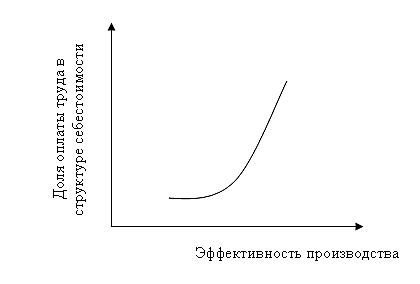 Доля оплаты труда в
структуре себестоимости
Эффективность производства